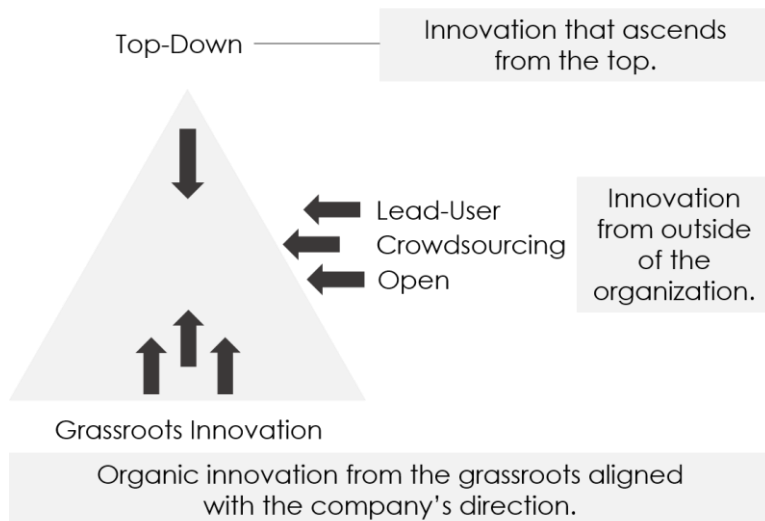 Top-Down
Innovation that ascends
from the top.
Lead-User
Crowdsourcing
Open
Innovation
from outside
of the
organization.
Grassroots Innovation
Organic innovation from the grassroots aligned
with the company’s direction.